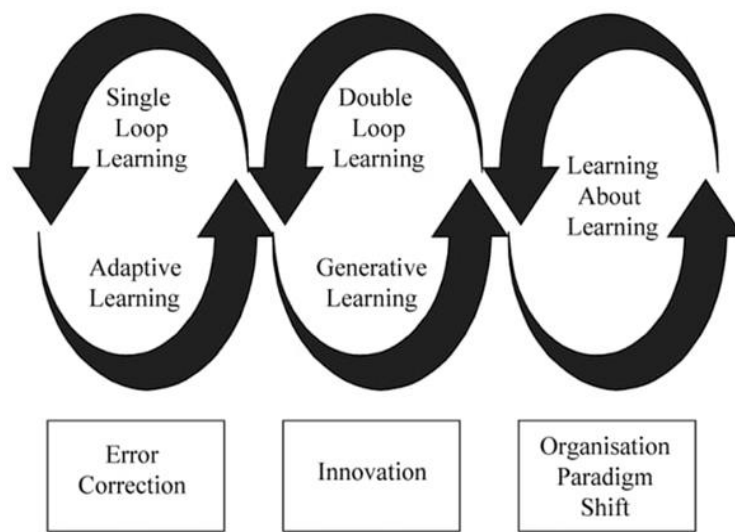 Single
Loop
Learning
Adaptive
Learning
Double
Loop
Learning
Generative
Learning
Learning
About
Learning
Error
Correction
Innovation
Organisation
Paradigm
Shift